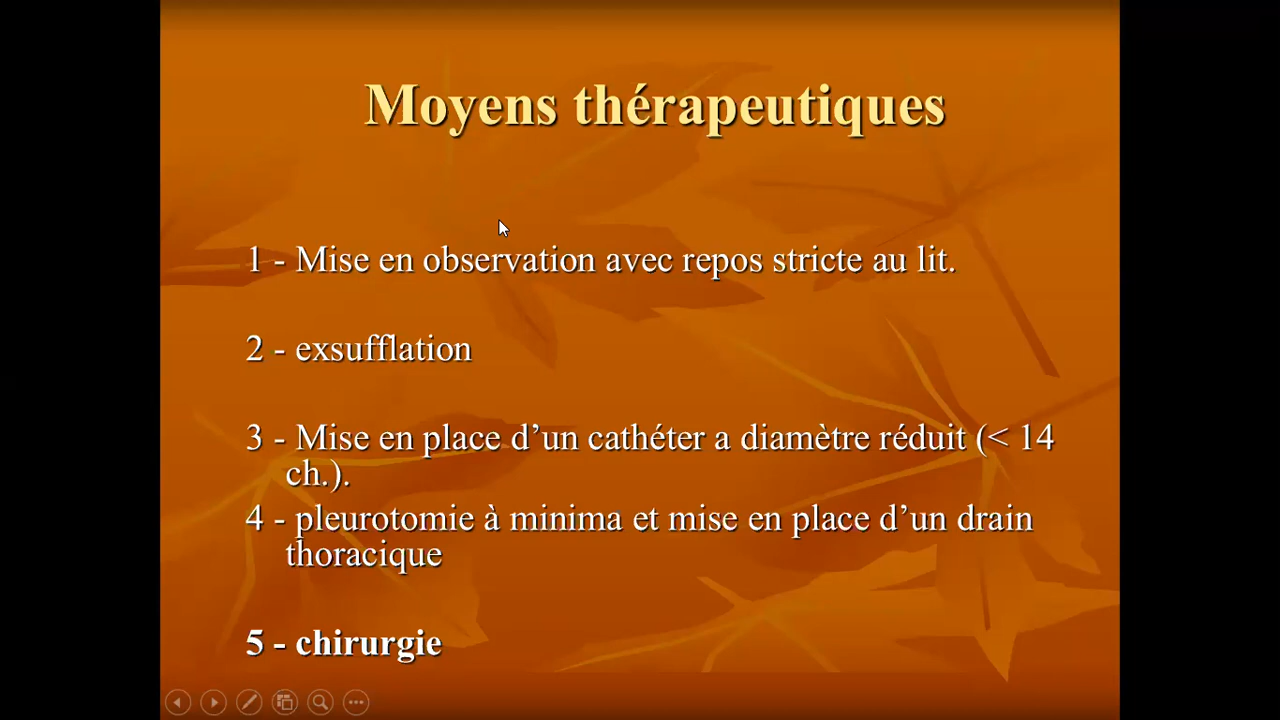 Moyens thérapeutiques
1 - Mise en observation avec repos stricte au lit.
2 - exsufflation
3 - Mise en place d’un cathéter a diamètre réduit (< 14
ch.).
4 - pleurotomie à minima et mise en place d’un drain
thoracique
5 - chirurgie